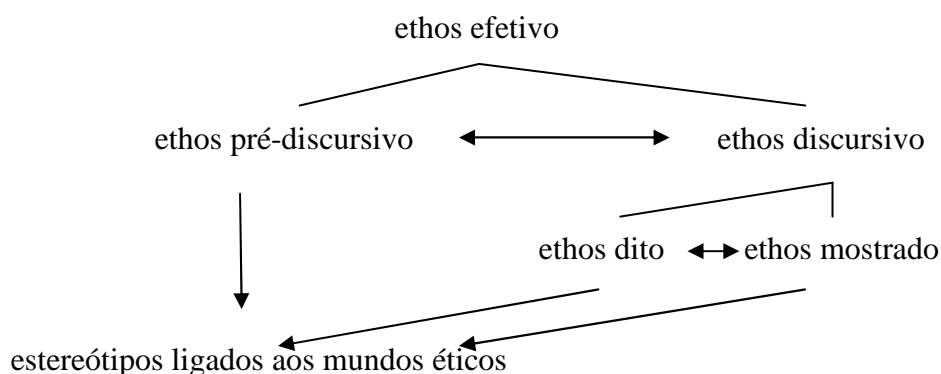 ethos efetivo
ethos pré-discursivo ethos discursivo
ethos dito ethos mostrado
estereótipos ligados aos mundos éticos